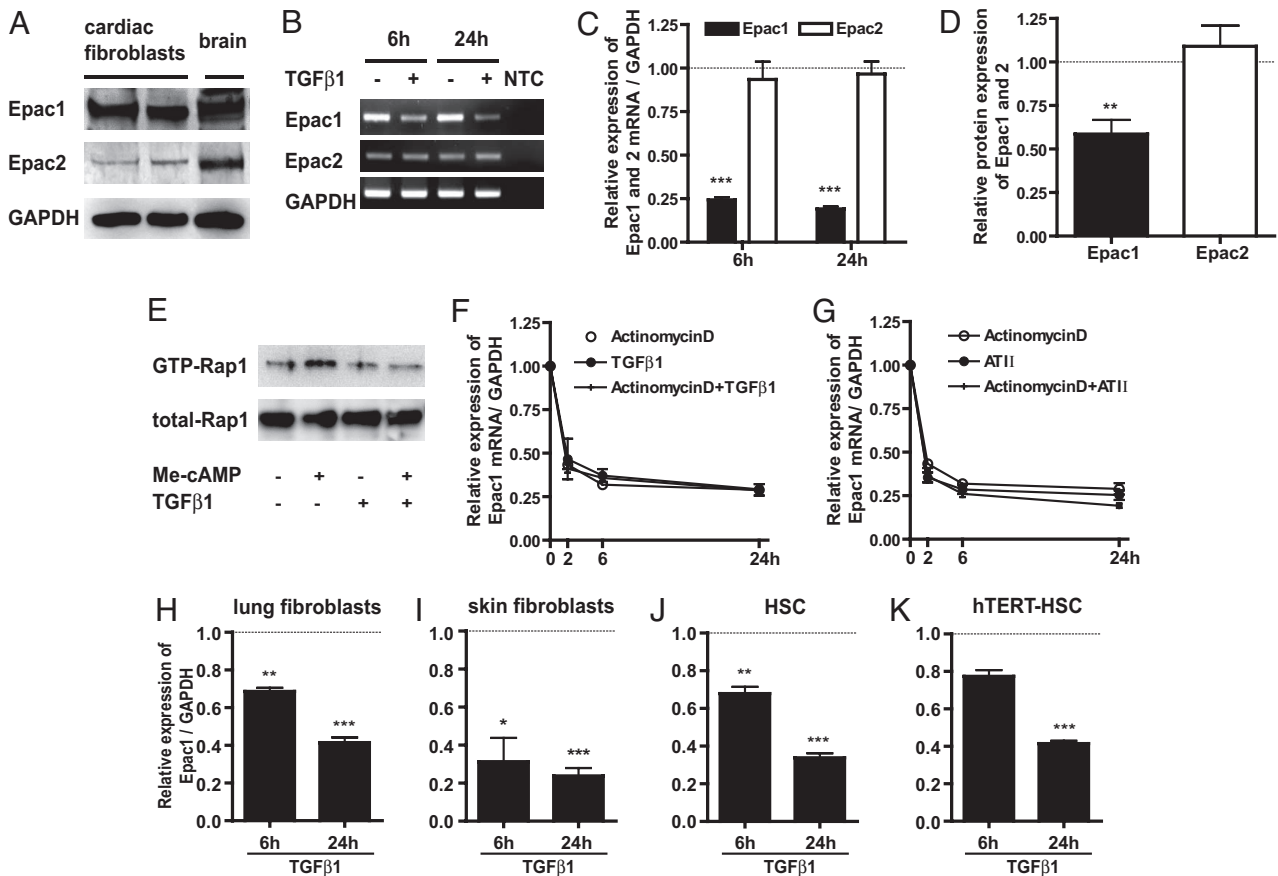 A
cardiac
fibroblasts
brain
Epac1
Epac2
GAPDH
B
6h 24h
TGFβ1 - + - + NTC
Epac1
Epac2
GAPDH
C
Relative expression of
Epac1 and 2 mRNA / GAPDH
Epac1 Epac2
1.25
1.00
0.75
0.50
0.25
0.00
*** ***
6h 24h
D
Relative protein expression
of Epac1 and 2
1.25
1.00
0.75
0.50
0.25
0.00
**
Epac1 Epac2
E
GTP-Rap1
total-Rap1
Me-cAMP - + - +
TGFβ1 - - + +
F
Relative expression of
Epac1 mRNA/ GAPDH
1.25
1.00
0.75
0.50
0.25
0.00
ActinomycinD
TGFβ1
ActinomycinD+TGFβ1
0 2 6 24h
G
Relative expression of
Epac1 mRNA/ GAPDH
1.25
1.00
0.75
0.50
0.25
0.00
ActinomycinD
ATII
ActinomycinD+ATII
0 2 6 24h
H
lung fibroblasts
Relative expression of
Epac1 / GAPDH
1.0
0.8
0.6
0.4
0.2
0.0
**
***
6h 24h
TGFβ1
I
skin fibroblasts
1.0
0.8
0.6
0.4
0.2
0.0
*
***
6h 24h
TGFβ1
J
HSC
1.0
0.8
0.6
0.4
0.2
0.0
**
***
6h 24h
TGFβ1
K
hTERT-HSC
1.0
0.8
0.6
0.4
0.2
0.0
***
6h 24h
TGFβ1